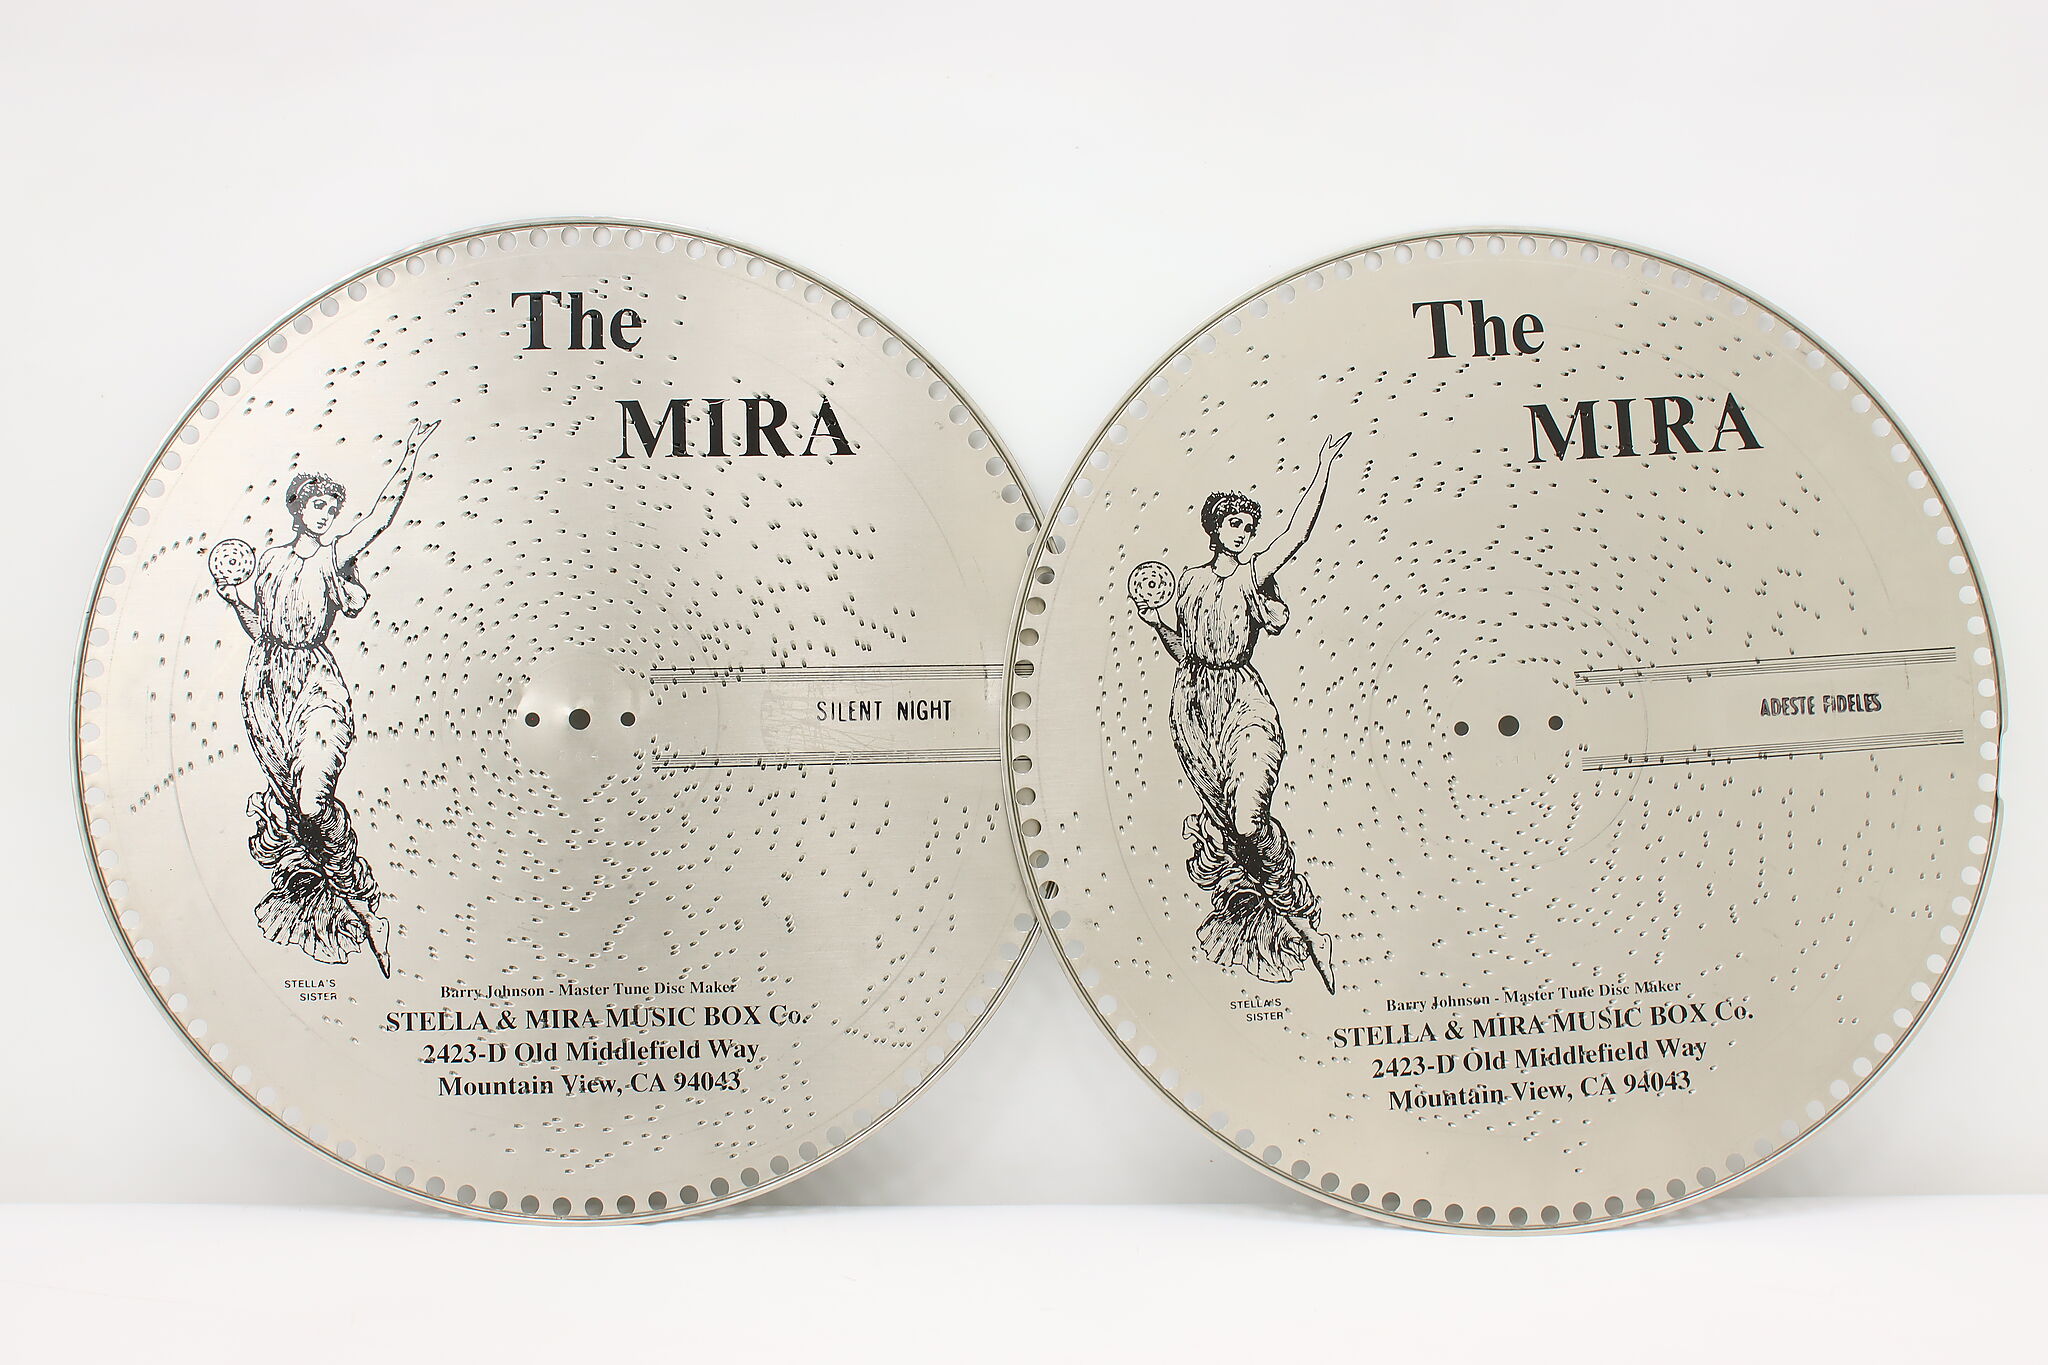 The
MIRA
SILENT NIGHT
STELLA'S
SISTER
Barry Johnson - Master Tune Disc Maker
STELLA & MIRA MUSIC BOX Co.
2423-D Old Middlefield Way
Mountain View, CA 94043
The
MIRA
ADESTE FIDELES
STELLA'S
SISTER
Barry Johnson - Master Tune Disc Maker
STELLA & MIRA MUSIC BOX Co.
2423-D Old Middlefield Way
Mountain View, CA 94043